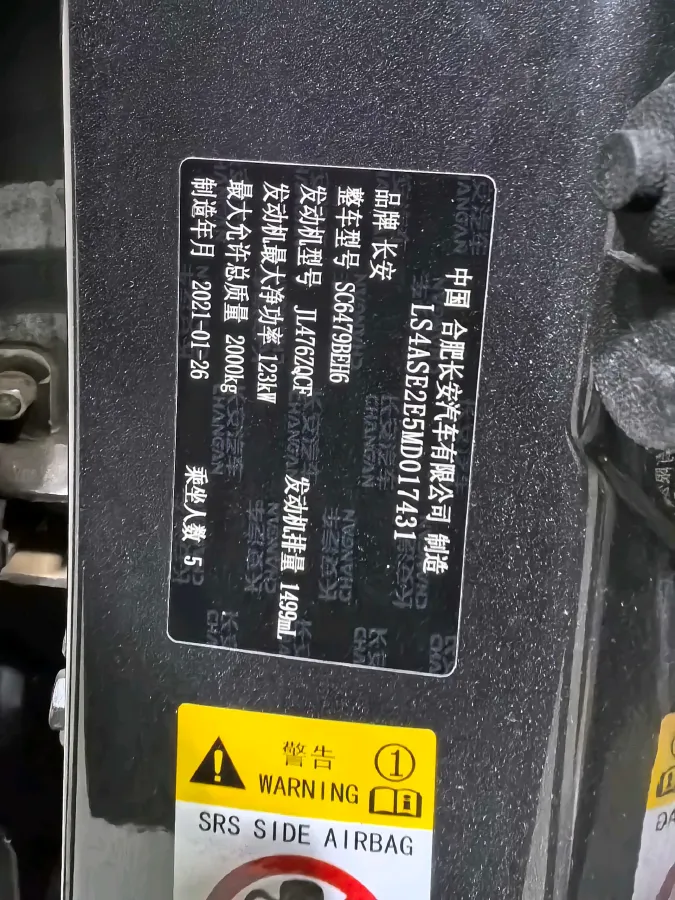 中国 合肥长安汽车有限公司 制造
LS4ASE2E5MD017431
品牌 长安
整车型号 SC6479BEH6
发动机型号 JL476ZQCF
发动机最大净功率 123kW 发动机排量 1499mL
最大允许总质量 2000kg
制造年月 2021-01-26 乘坐人数 5
警告 1
WARNING
SRS SIDE AIRBAG